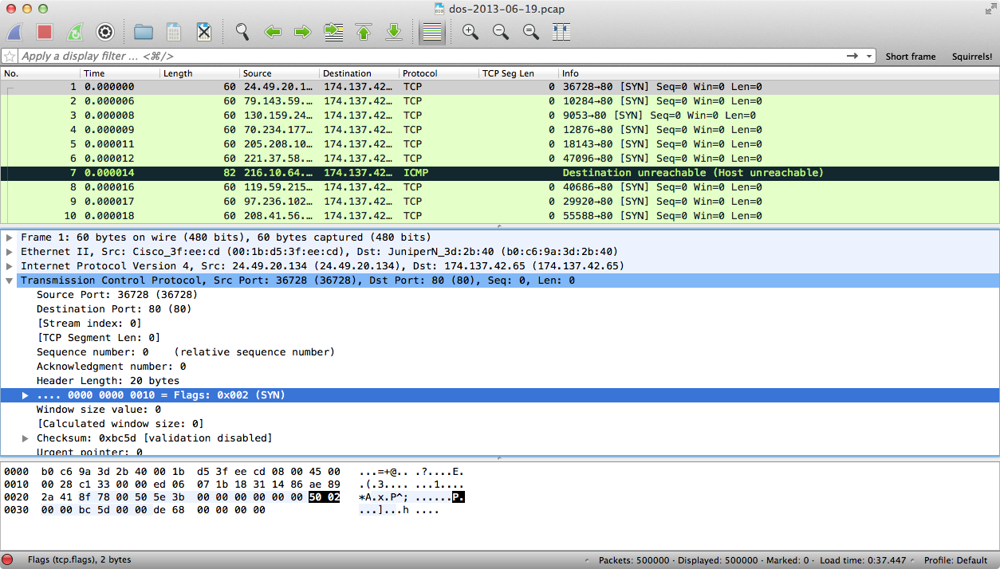 dos-2013-06-19.pcap
Apply a display filter ... <⌘/> Short frame Squirrels!
No. Time Length Source Destination Protocol TCP Seg Len Info
1 0.000000 60 24.49.20.1… 174.137.42… TCP 0 36728→80 [SYN] Seq=0 Win=0 Len=0
2 0.000006 60 79.143.59.… 174.137.42… TCP 0 10284→80 [SYN] Seq=0 Win=0 Len=0
3 0.000008 60 130.159.24… 174.137.42… TCP 0 9053→80 [SYN] Seq=0 Win=0 Len=0
4 0.000009 60 70.234.177… 174.137.42… TCP 0 12876→80 [SYN] Seq=0 Win=0 Len=0
5 0.000011 60 205.208.10… 174.137.42… TCP 0 18143→80 [SYN] Seq=0 Win=0 Len=0
6 0.000012 60 221.37.58.… 174.137.42… TCP 0 47096→80 [SYN] Seq=0 Win=0 Len=0
7 0.000014 82 216.10.64.… 174.137.42… ICMP Destination unreachable (Host unreachable)
8 0.000016 60 119.59.215… 174.137.42… TCP 0 40686→80 [SYN] Seq=0 Win=0 Len=0
9 0.000017 60 97.236.102… 174.137.42… TCP 0 29920→80 [SYN] Seq=0 Win=0 Len=0
10 0.000018 60 208.41.56.… 174.137.42… TCP 0 55588→80 [SYN] Seq=0 Win=0 Len=0
Frame 1: 60 bytes on wire (480 bits), 60 bytes captured (480 bits)
Ethernet II, Src: Cisco_3f:ee:cd (00:1b:d5:3f:ee:cd), Dst: JuniperN_3d:2b:40 (b0:c6:9a:3d:2b:40)
Internet Protocol Version 4, Src: 24.49.20.134 (24.49.20.134), Dst: 174.137.42.65 (174.137.42.65)
Transmission Control Protocol, Src Port: 36728 (36728), Dst Port: 80 (80), Seq: 0, Len: 0
Source Port: 36728 (36728)
Destination Port: 80 (80)
[Stream index: 0]
[TCP Segment Len: 0]
Sequence number: 0    (relative sequence number)
Acknowledgment number: 0
Header Length: 20 bytes
.... 0000 0000 0010 = Flags: 0x002 (SYN)
Window size value: 0
[Calculated window size: 0]
Checksum: 0xbc5d [validation disabled]
Urgent pointer: 0
0000  b0 c6 9a 3d 2b 40 00 1b  d5 3f ee cd 08 00 45 00   ...=+@.. .?....E.
0010  00 28 c1 33 00 00 ed 06  07 1b 18 31 14 86 ae 89   .(.3.... ...1....
0020  2a 41 8f 78 00 50 5e 3b  00 00 00 00 00 00 50 02   *A.x.P^; ......P.
0030  00 00 bc 5d 00 00 de 68  00 00 00 00   ...]...h ....
Flags (tcp.flags), 2 bytes Packets: 500000 · Displayed: 500000 · Marked: 0 · Load time: 0:37.447 Profile: Default